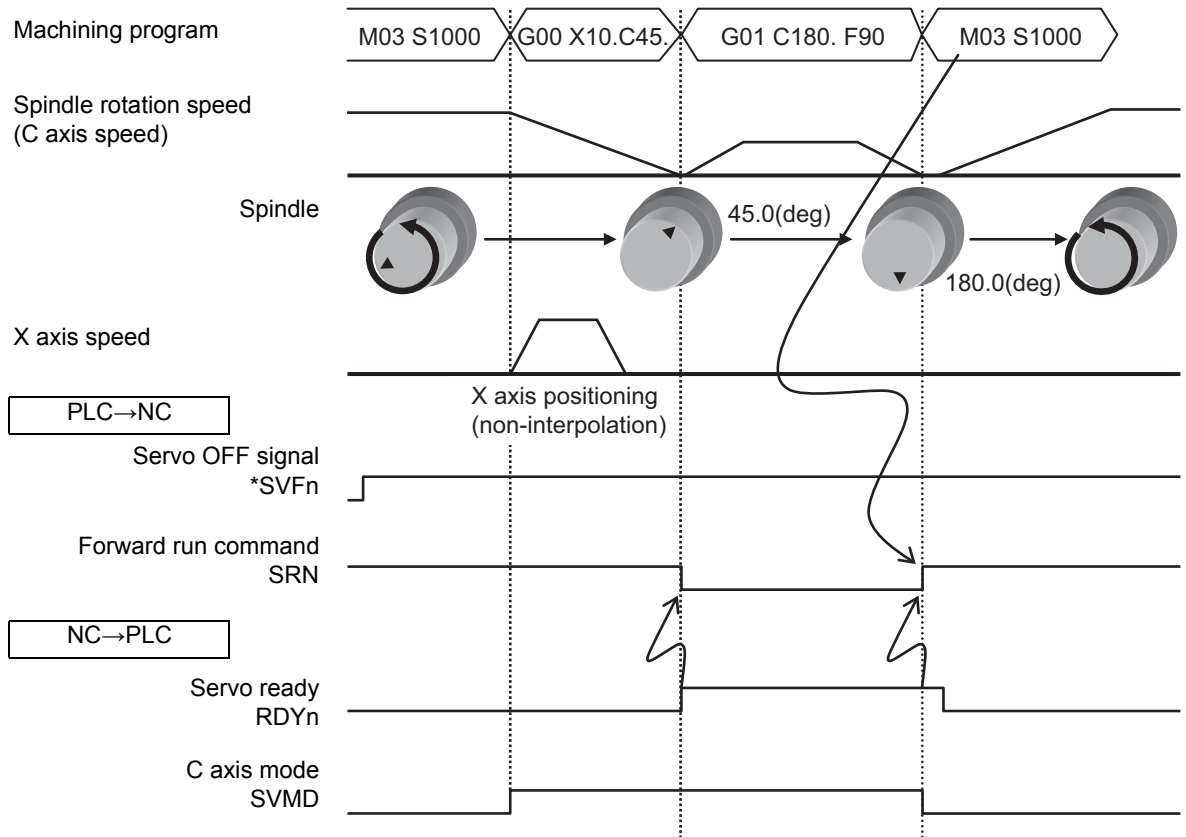 Machining program
M03 S1000
G00 X10.C45.
G01 C180. F90
M03 S1000
Spindle rotation speed
(C axis speed)
Spindle
45.0(deg)
180.0(deg)
X axis speed
X axis positioning
(non-interpolation)
PLC→NC
Servo OFF signal
*SVFn
Forward run command
SRN
NC→PLC
Servo ready
RDYn
C axis mode
SVMD